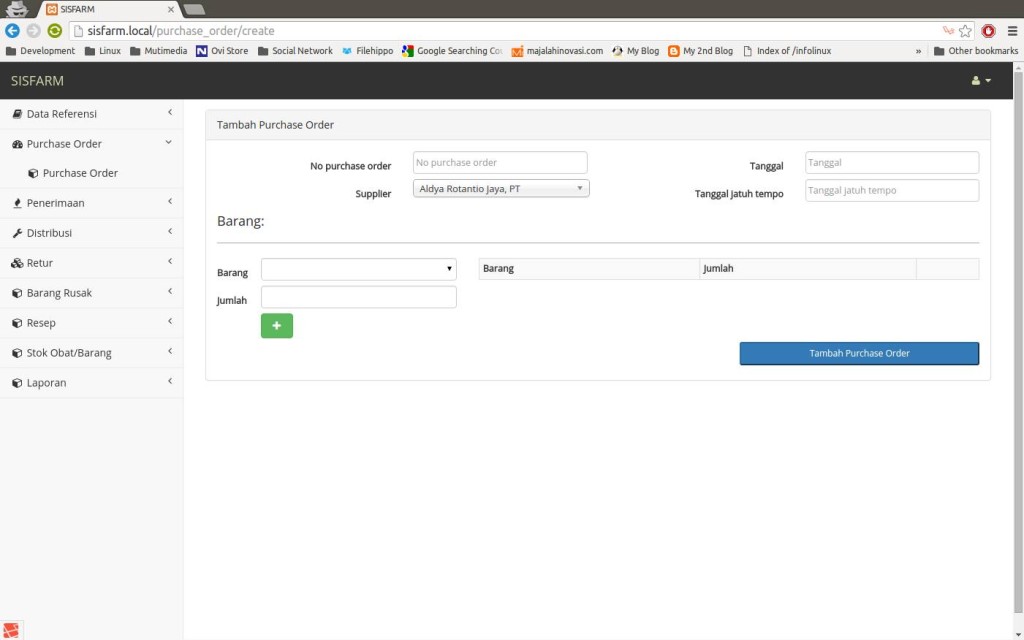 SISFARM
sisfarm.local/purchase_order/create
Development Linux Mutimedia Ovi Store Social Network Filehippo Google Searching Co majalahinovasi.com My Blog My 2nd Blog Index of /infolinux » Other bookmarks
SISFARM
Data Referensi
Purchase Order
Purchase Order
Penerimaan
Distribusi
Retur
Barang Rusak
Resep
Stok Obat/Barang
Laporan
Tambah Purchase Order
No purchase order No purchase order Tanggal Tanggal
Supplier Aldya Rotantio Jaya, PT Tanggal jatuh tempo Tanggal jatuh tempo
Barang:
Barang Barang Jumlah
Jumlah
Tambah Purchase Order